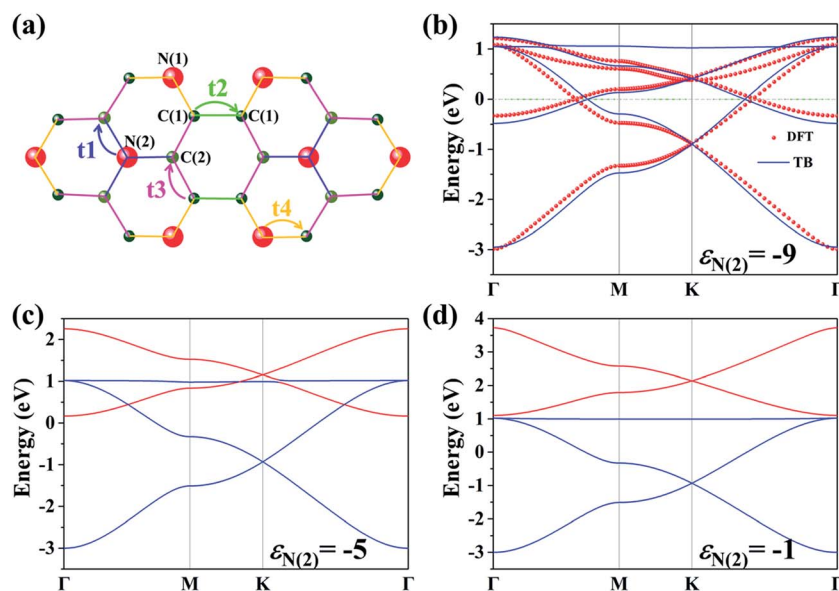 (a)
N(1)
t2
C(1)
C(1)
N(2)
t1
C(2)
t3
t4
(b)
Energy (eV)
1
0
-1
-2
-3
DFT
TB
εN(2)= -9
Γ
M
K
Γ
(c)
Energy (eV)
2
1
0
-1
-2
-3
εN(2)= -5
Γ
M
K
Γ
(d)
Energy (eV)
4
3
2
1
0
-1
-2
-3
εN(2)= -1
Γ
M
K
Γ